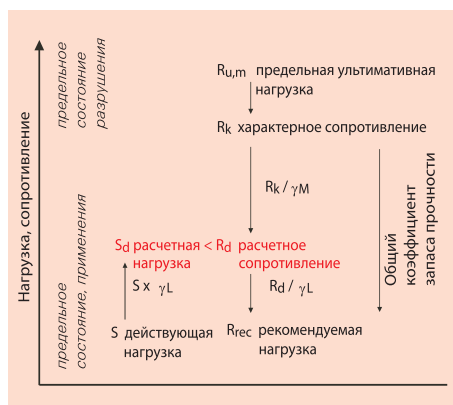 Нагрузка, сопротивление
предельное
состояние
разрушения
предельное
состояние, применения
Ru,m предельная ультимативная
нагрузка
Rk характерное сопротивление
Rk / γM
Sd расчетная < Rd расчетное
нагрузка сопротивление
S x γL Rd / γL
S действующая Rrec рекомендуемая
нагрузка нагрузка
Общий
коэффициент
запаса прочности